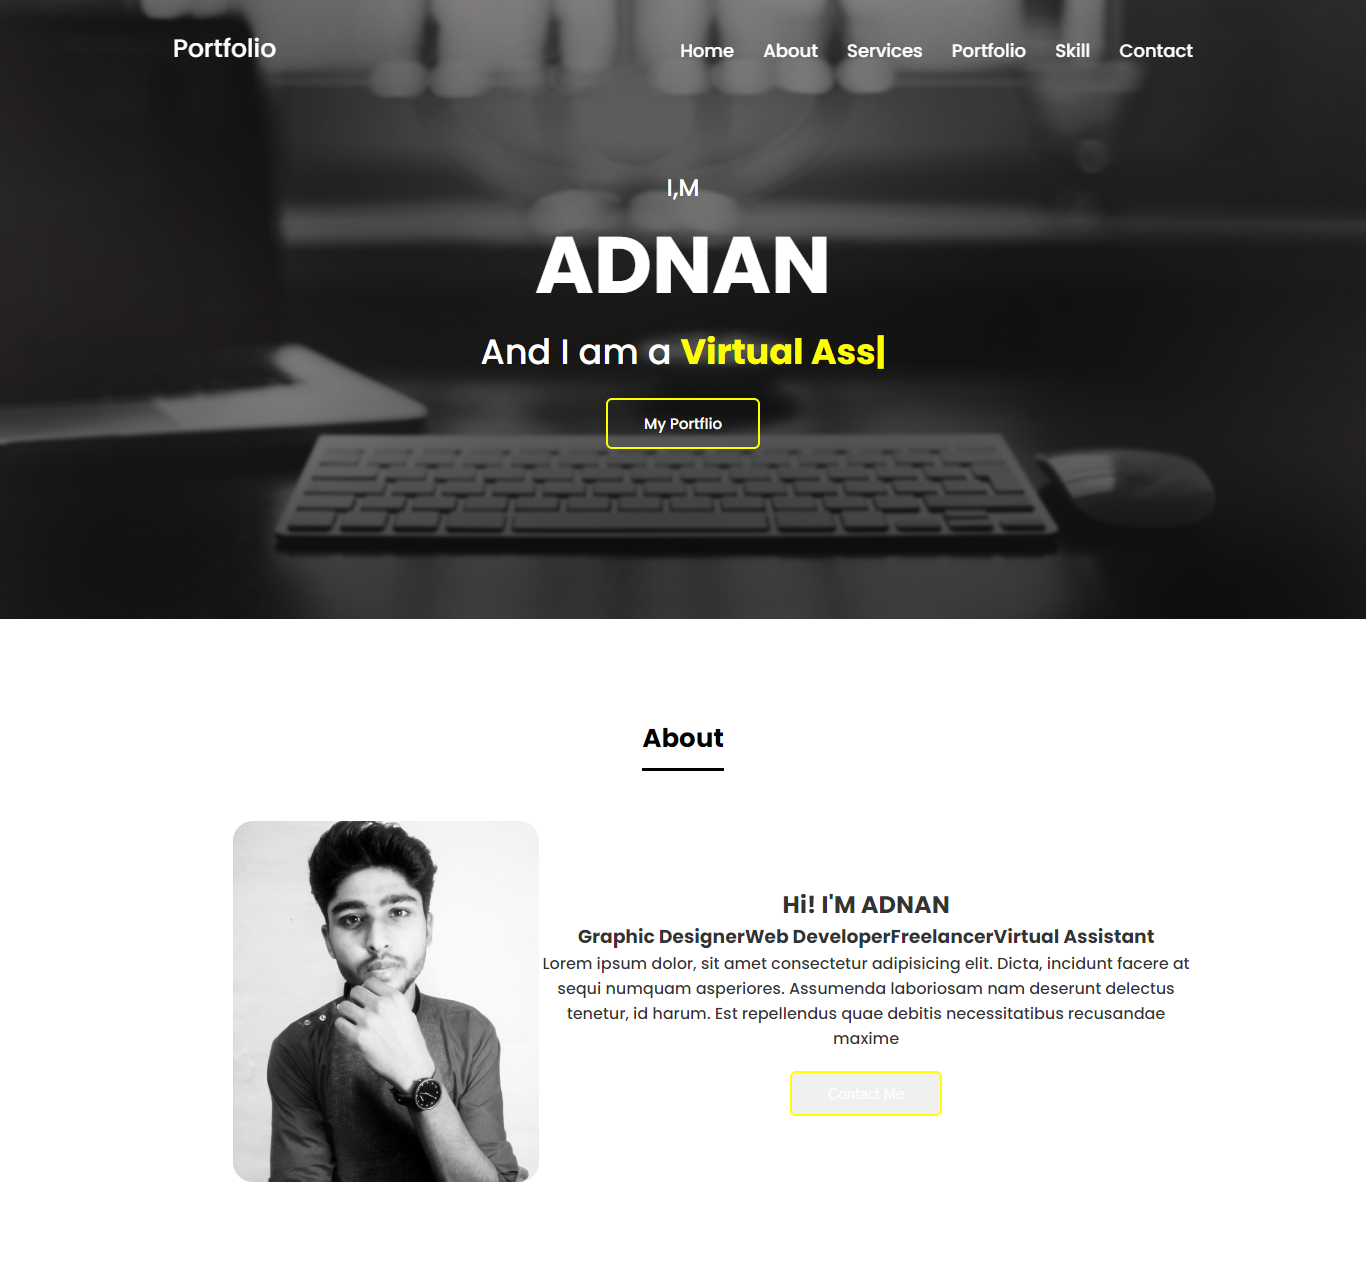 Portfolio
Home About Services Portfolio Skill Contact
I,M
ADNAN
And I am a Virtual Ass|
My Portflio
About
Hi! I'M ADNAN
Graphic DesignerWeb DeveloperFreelancerVirtual Assistant
Lorem ipsum dolor, sit amet consectetur adipisicing elit. Dicta, incidunt facere at
sequi numquam asperiores. Assumenda laboriosam nam deserunt delectus
tenetur, id harum. Est repellendus quae debitis necessitatibus recusandae
maxime
Contact Me